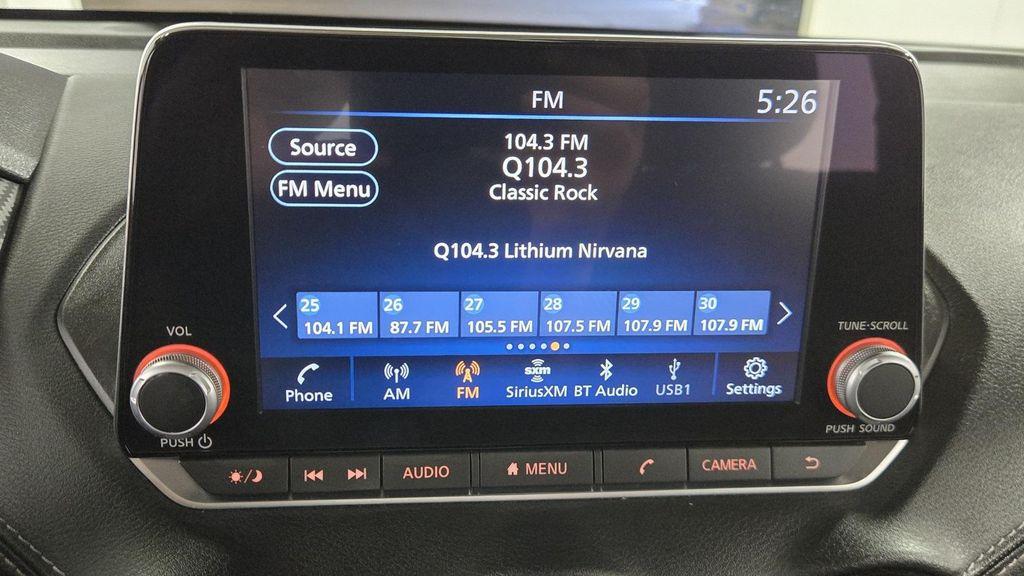 FM
5:26
Source
104.3 FM
Q104.3
FM Menu
Classic Rock
Q104.3 Lithium Nirvana
25 26 27 28 29 30
104.1 FM 87.7 FM 105.5 FM 107.5 FM 107.9 FM 107.9 FM
VOL
TUNE·SCROLL
sxm
Phone AM FM SiriusXM BT Audio USB1 Settings
PUSH
PUSH SOUND
AUDIO MENU CAMERA